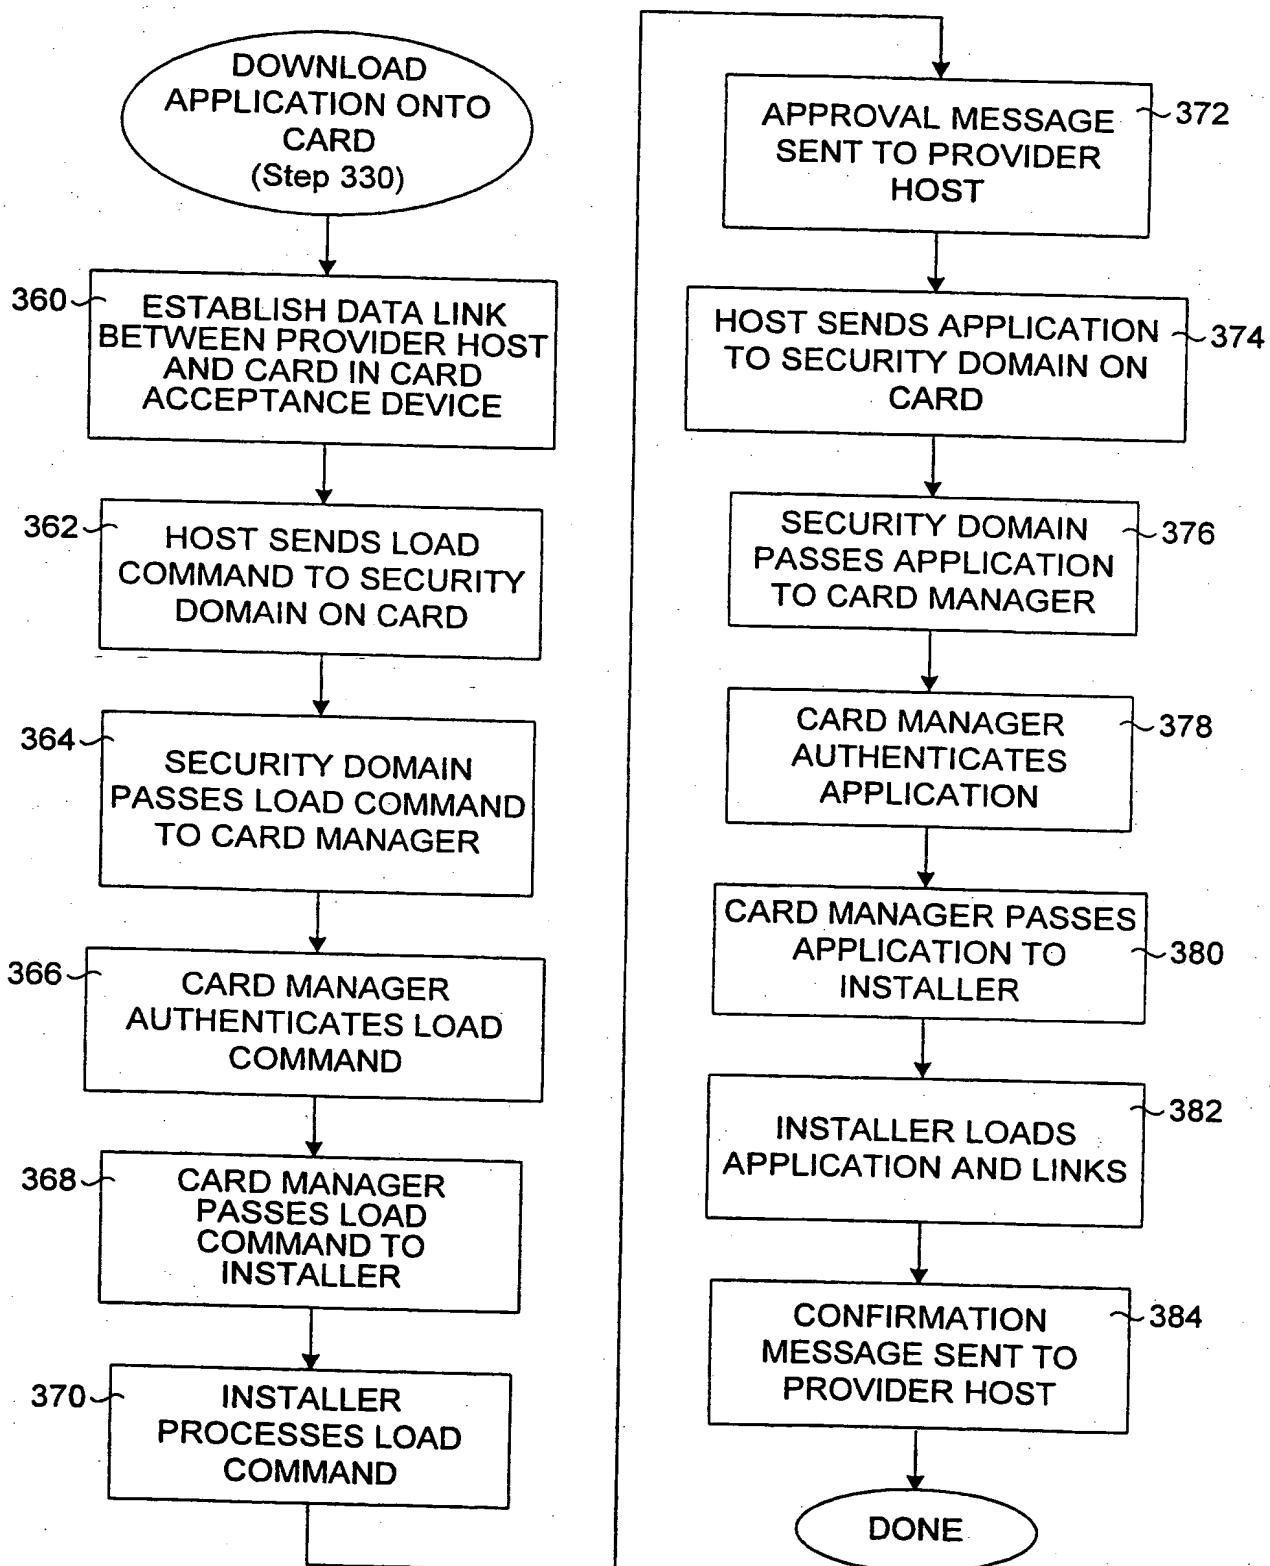 DOWNLOAD
APPLICATION ONTO
CARD
(Step 330)
360
ESTABLISH DATA LINK
BETWEEN PROVIDER HOST
AND CARD IN CARD
ACCEPTANCE DEVICE
362
HOST SENDS LOAD
COMMAND TO SECURITY
DOMAIN ON CARD
364
SECURITY DOMAIN
PASSES LOAD COMMAND
TO CARD MANAGER
366
CARD MANAGER
AUTHENTICATES LOAD
COMMAND
368
CARD MANAGER
PASSES LOAD
COMMAND TO
INSTALLER
370
INSTALLER
PROCESSES LOAD
COMMAND
372
APPROVAL MESSAGE
SENT TO PROVIDER
HOST
374
HOST SENDS APPLICATION
TO SECURITY DOMAIN ON
CARD
376
SECURITY DOMAIN
PASSES APPLICATION
TO CARD MANAGER
378
CARD MANAGER
AUTHENTICATES
APPLICATION
380
CARD MANAGER PASSES
APPLICATION TO
INSTALLER
382
INSTALLER LOADS
APPLICATION AND LINKS
384
CONFIRMATION
MESSAGE SENT TO
PROVIDER HOST
DONE